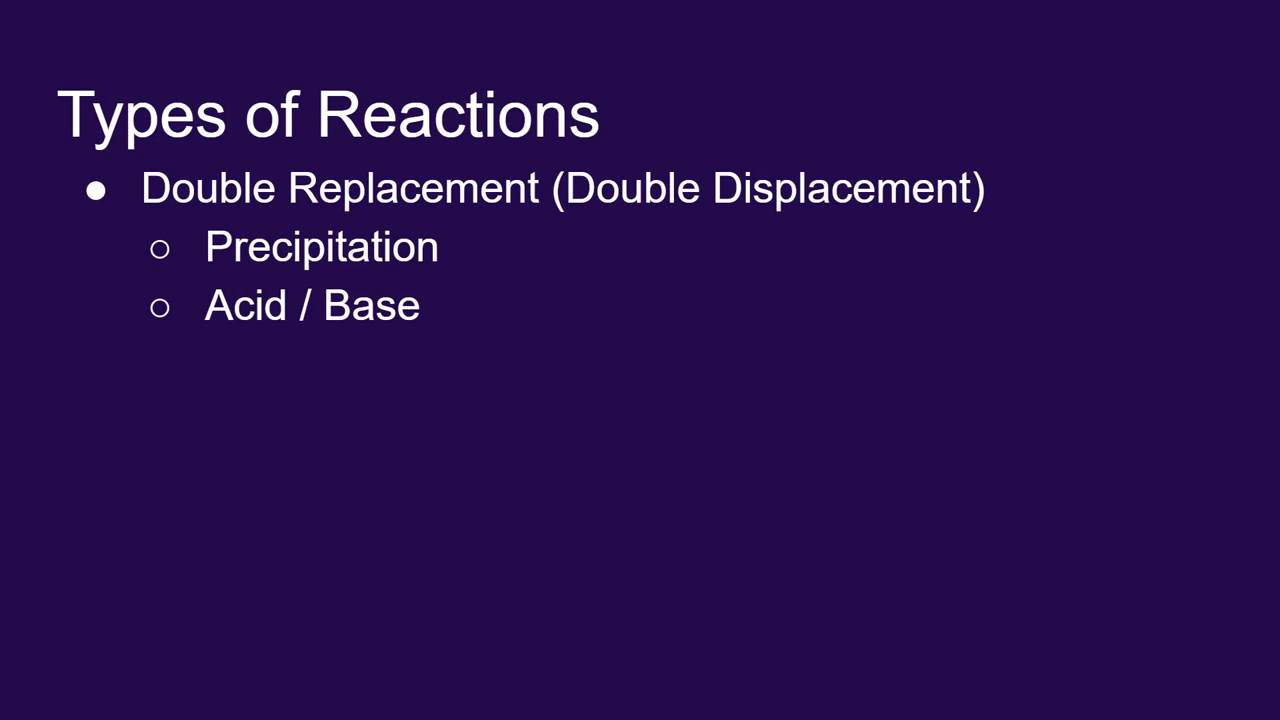 Types of Reactions
● Double Replacement (Double Displacement)
○ Precipitation
○ Acid / Base